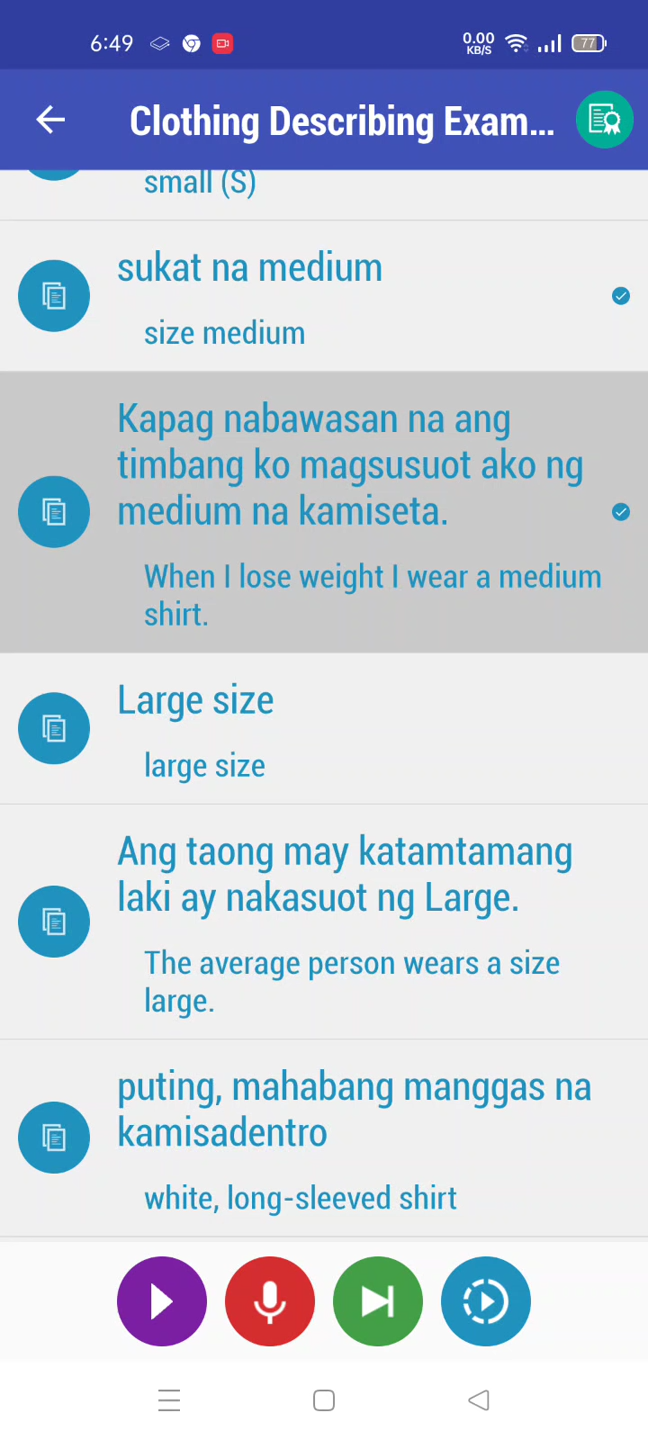 6:49
0.00
KB/S
77
Clothing Describing Exam...
small (S)
sukat na medium
size medium
Kapag nabawasan na ang
timbang ko magsusuot ako ng
medium na kamiseta.
When I lose weight I wear a medium
shirt.
Large size
large size
Ang taong may katamtamang
laki ay nakasuot ng Large.
The average person wears a size
large.
puting, mahabang manggas na
kamisadentro
white, long-sleeved shirt